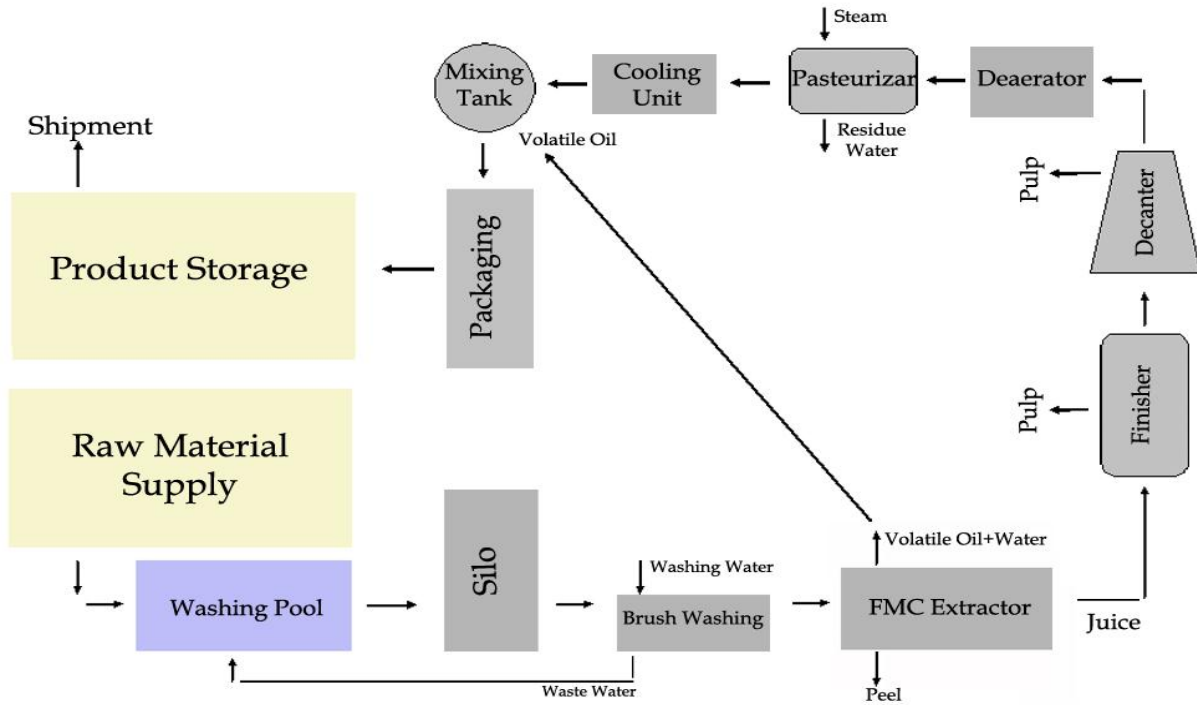 Steam
Mixing
Tank
Cooling
Unit
Pasteurizar
Deaerator
Shipment
Volatile Oil
Residue
Water
Pulp
Decanter
Product Storage
Packaging
Pulp
Finisher
Raw Material
Supply
Silo
Volatile Oil+Water
Washing Water
Washing Pool
Brush Washing
FMC Extractor
Juice
Waste Water
Peel